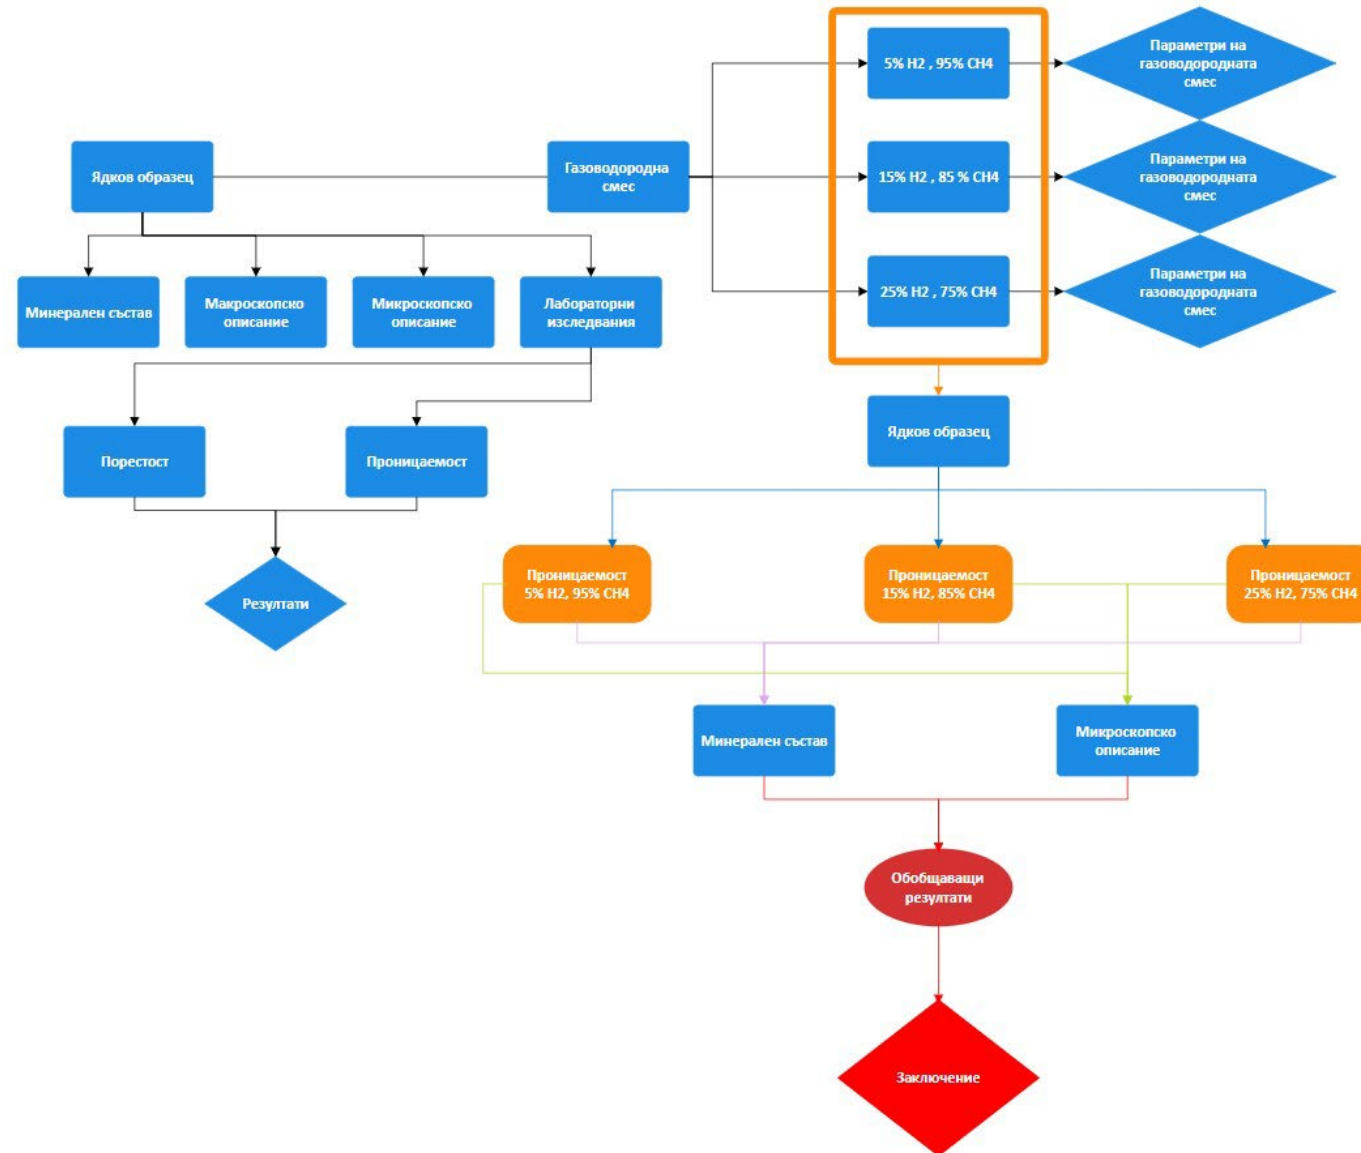 5% H2 , 95% CH4
Параметри на
газоводородната
смес
Ядков образец
Газоводородна
смес
15% H2 , 85 % CH4
Параметри на
газоводородната
смес
25% H2 , 75% CH4
Параметри на
газоводородната
смес
Минерален състав
Макроскопско
описание
Микроскопско
описание
Лабораторни
изследвания
Ядков образец
Порестост
Проницаемост
Резултати
Проницаемост
5% H2, 95% CH4
Проницаемост
15% H2, 85% CH4
Проницаемост
25% H2, 75% CH4
Минерален състав
Микроскопско
описание
Обобщаващи
резултати
Заключение